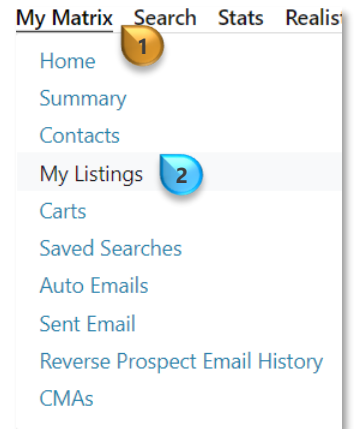 My Matrix Search Stats Realist
1
Home
Summary
Contacts
My Listings 2
Carts
Saved Searches
Auto Emails
Sent Email
Reverse Prospect Email History
CMAs